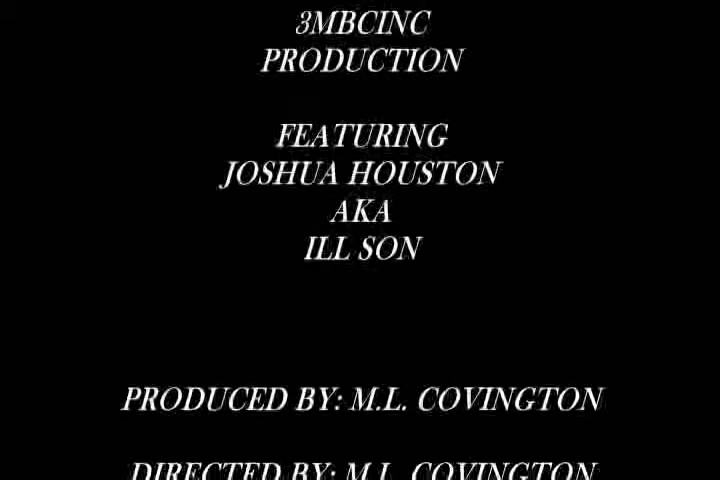 3MBCINC
PRODUCTION
FEATURING
JOSHUA HOUSTON
AKA
ILL SON
PRODUCED BY: M.L. COVINGTON
DIRECTED BY: M.L. COVINGTON